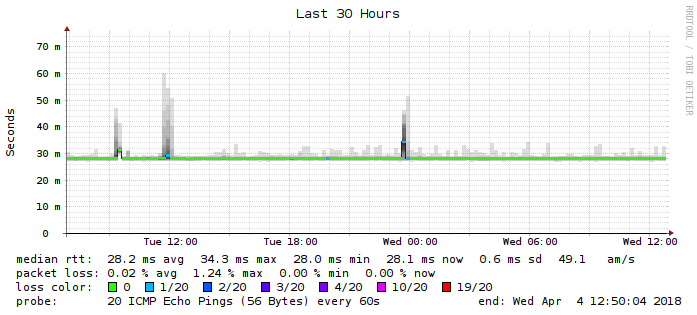 Last 30 Hours
RRDTOOL / TOBI OETIKER
Seconds
70 m
60 m
50 m
40 m
30 m
20 m
10 m
0
Tue 12:00 Tue 18:00 Wed 00:00 Wed 06:00 Wed 12:00
median rtt: 28.2 ms avg 34.3 ms max 28.0 ms min 28.1 ms now 0.6 ms sd 49.1 am/s
packet loss: 0.02 % avg 1.24 % max 0.00 % min 0.00 % now
loss color: 0 1/20 2/20 3/20 4/20 10/20 19/20
probe: 20 ICMP Echo Pings (56 Bytes) every 60s end: Wed Apr 4 12:50:04 2018